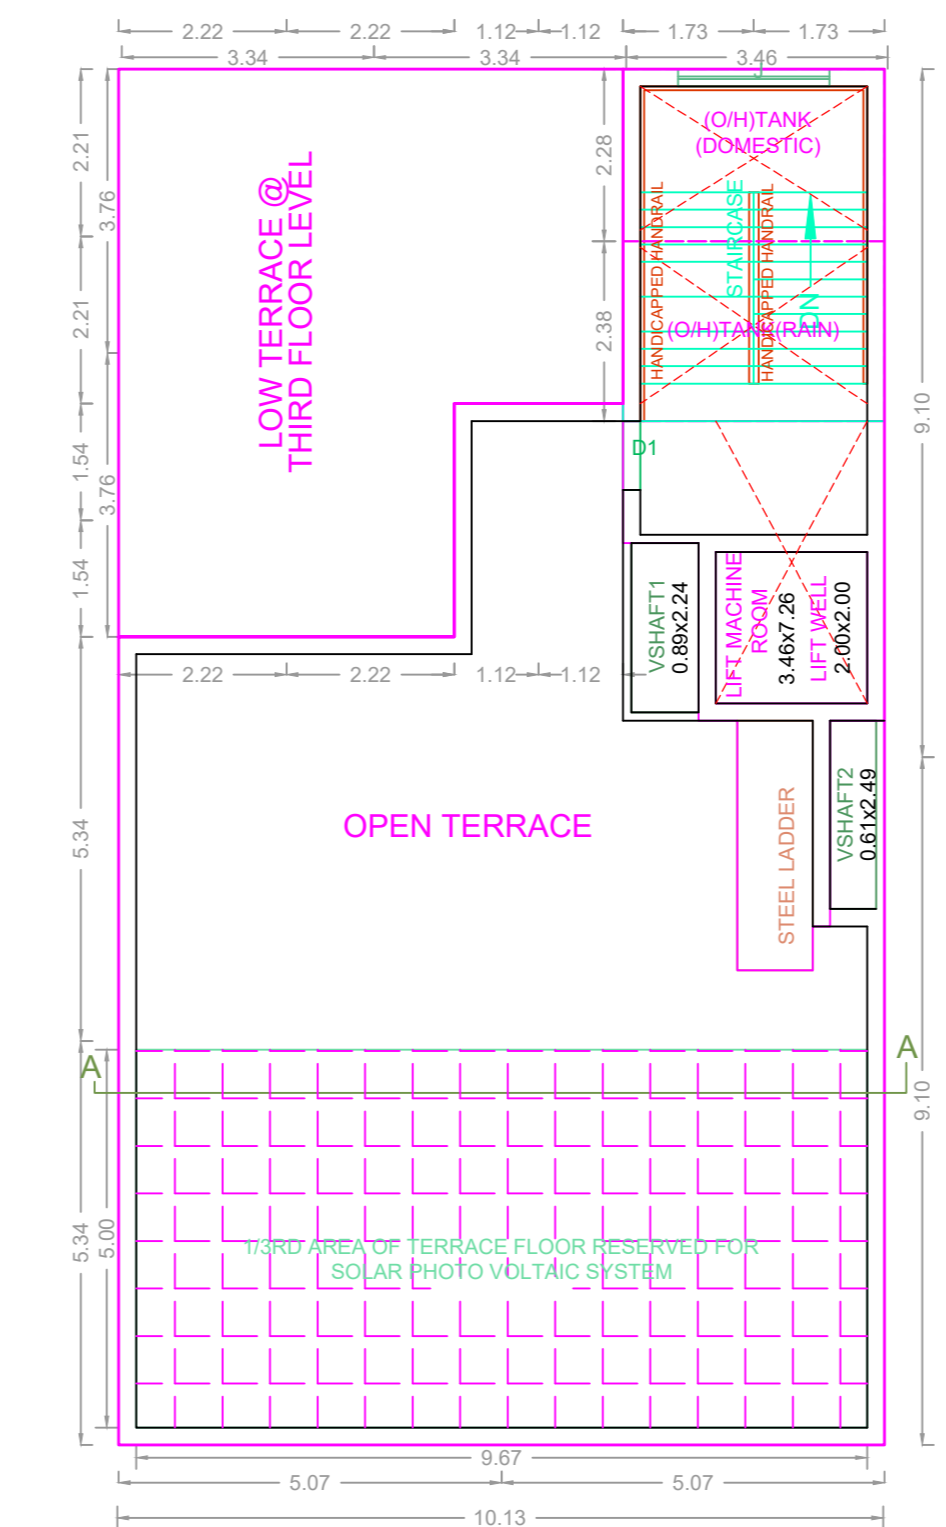 2.22
2.22
1.12
1.12
1.73
1.73
3.34
3.34
3.46
2.21
3.76
2.21
1.54
3.76
1.54
LOW TERRACE @
THIRD FLOOR LEVEL
2.28
2.38
(O/H)TANK
(DOMESTIC)
HANDICAPPED HANDRAIL
STAIRCASE
HANDICAPPED HANDRAIL
DN
(O/H)TANK(RAIN)
9.10
D1
VSHAFT1
0.89x2.24
LIFT MACHINE
ROOM
3.46x7.26
LIFT WELL
2.00x2.00
2.22
2.22
1.12
1.12
5.34
OPEN TERRACE
STEEL LADDER
VSHAFT2
0.61x2.49
A
A
9.10
5.34
5.00
1/3RD AREA OF TERRACE FLOOR RESERVED FOR
SOLAR PHOTO VOLTAIC SYSTEM
9.67
5.07
5.07
10.13